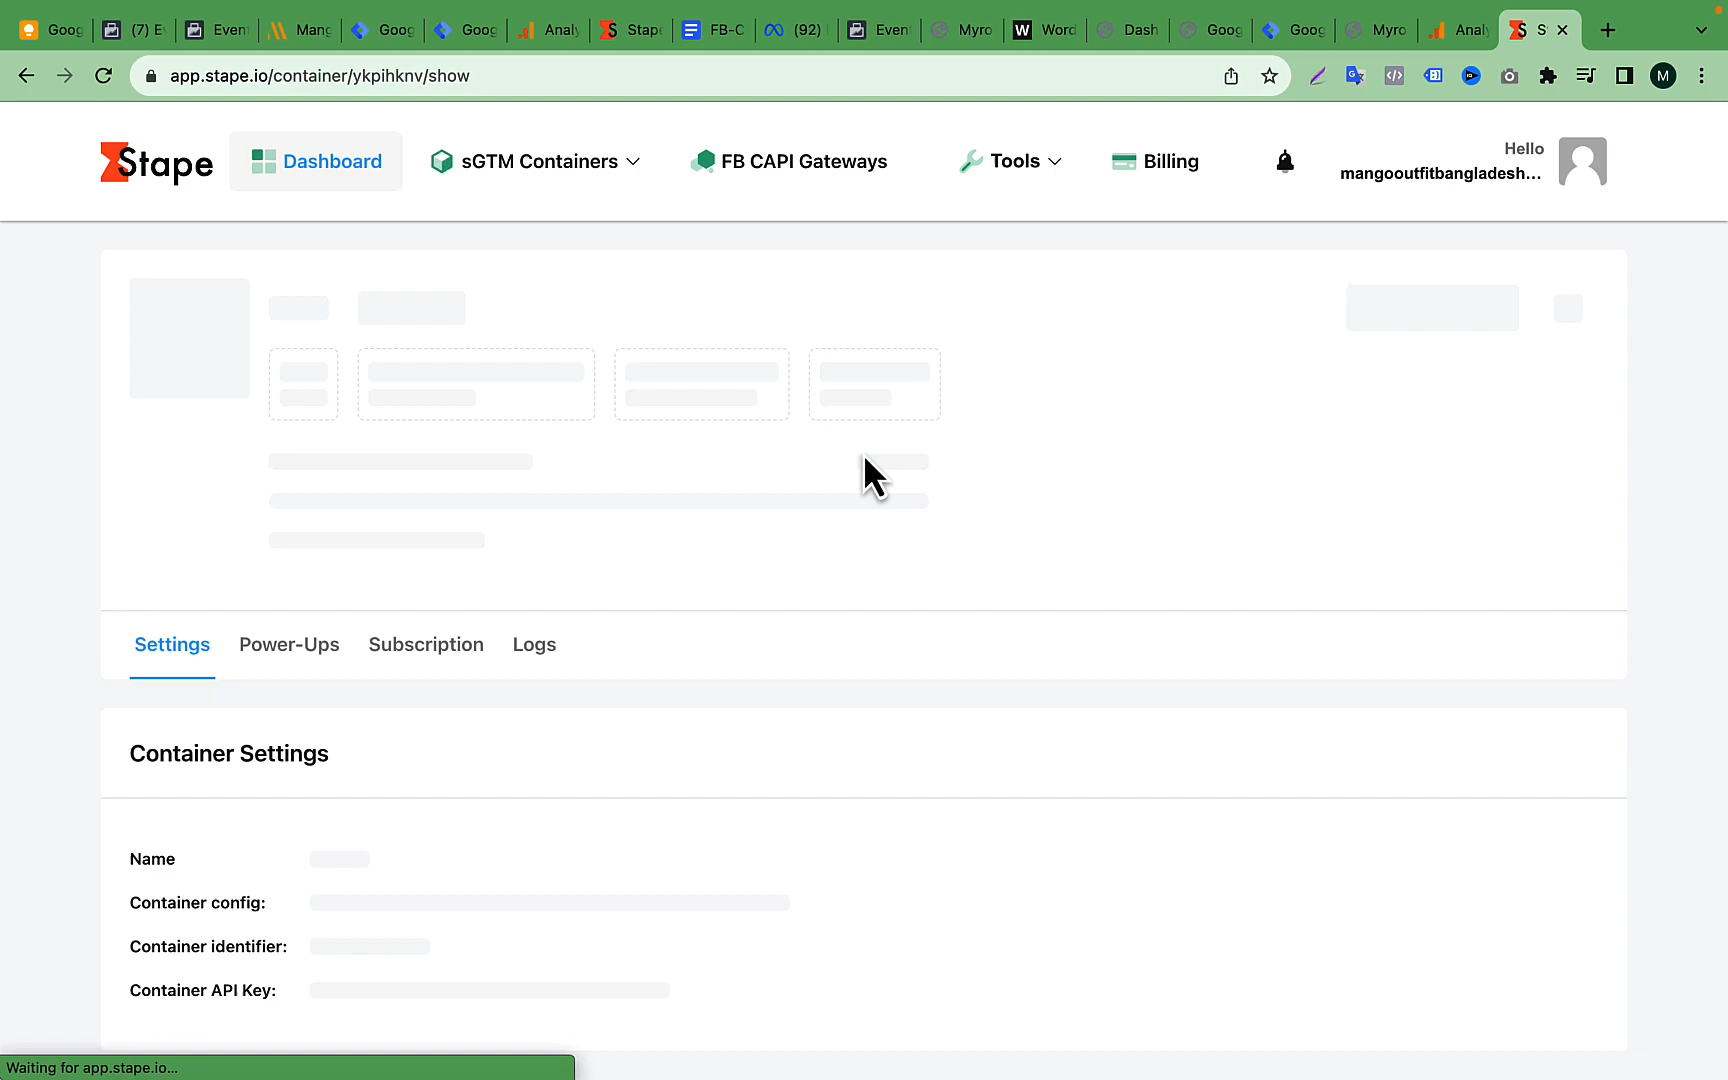 Goog
(7) E
Even
Mang
Goog
Goog
Analy
Stape
FB-C
(92)
Even
Myro
Word
Dash
Goog
Goog
Myro
Analy
S
app.stape.io/container/ykpihknv/show
M
Stape
Dashboard
sGTM Containers
FB CAPI Gateways
Tools
Billing
Hello
mangooutfitbangladesh...
Settings
Power-Ups
Subscription
Logs
Container Settings
Name
Container config:
Container identifier:
Container API Key:
Waiting for app.stape.io...